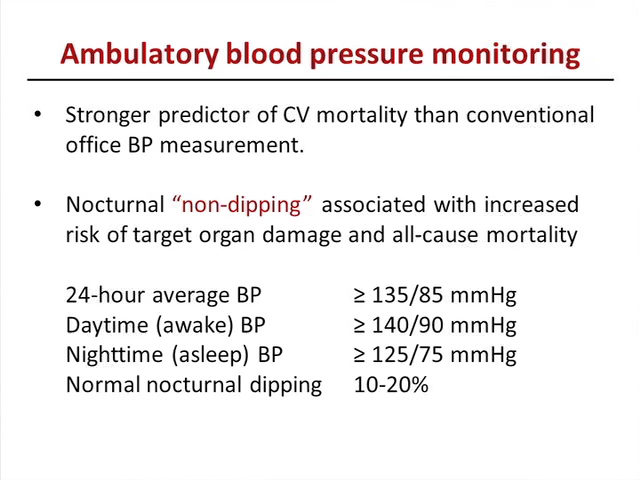 Ambulatory blood pressure monitoring
• Stronger predictor of CV mortality than conventional
office BP measurement.
• Nocturnal “non-dipping” associated with increased
risk of target organ damage and all-cause mortality
24-hour average BP ≥ 135/85 mmHg
Daytime (awake) BP ≥ 140/90 mmHg
Nighttime (asleep) BP ≥ 125/75 mmHg
Normal nocturnal dipping 10-20%